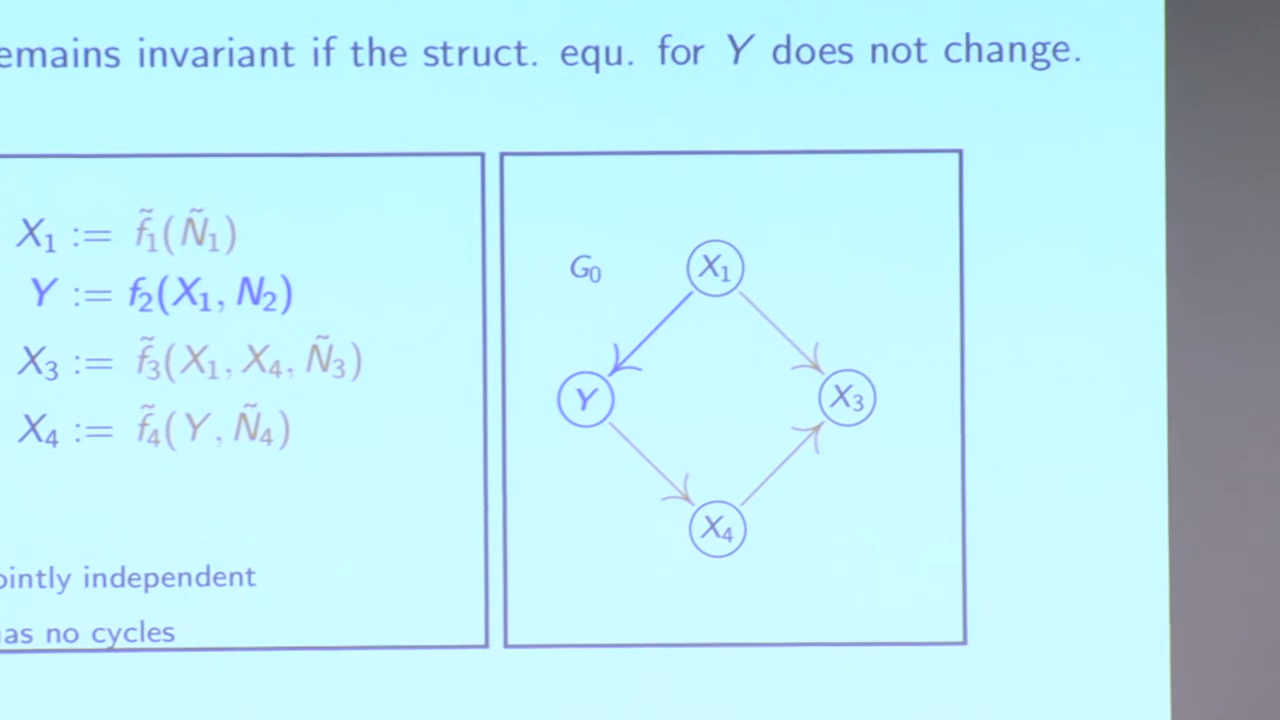 emains invariant if the struct. equ. for Y does not change.
X₁ := f̃₁(Ñ₁)
Y := f₂(X₁, N₂)
X₃ := f̃₃(X₁, X₄, Ñ₃)
X₄ := f̃₄(Y, Ñ₄)
ointly independent
as no cycles
G₀
X₁
Y
X₃
X₄